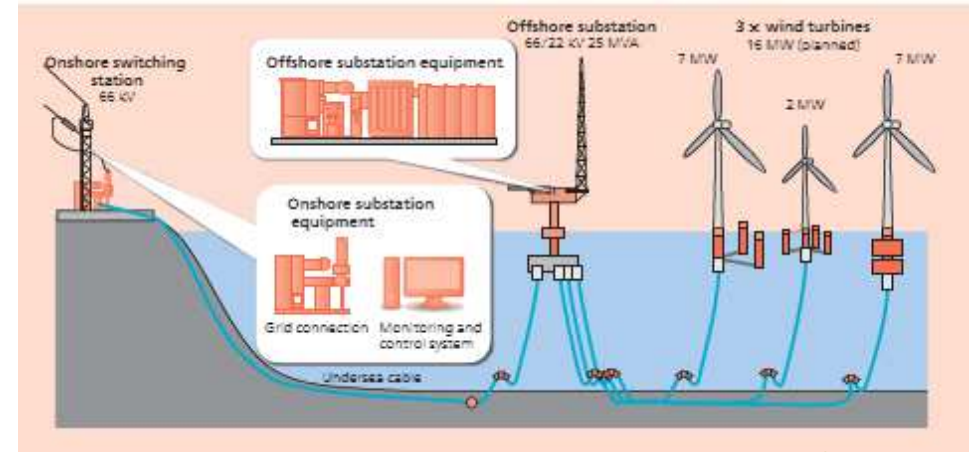 Onshore switching
station
66 kV
Offshore substation equipment
Offshore substation
66/22 kV 25 MVA
3 x wind turbines
16 MW (planned)
7 MW
2 MW
7 MW
Onshore substation
equipment
Grid connection
Monitoring and
control system
Undersea cable